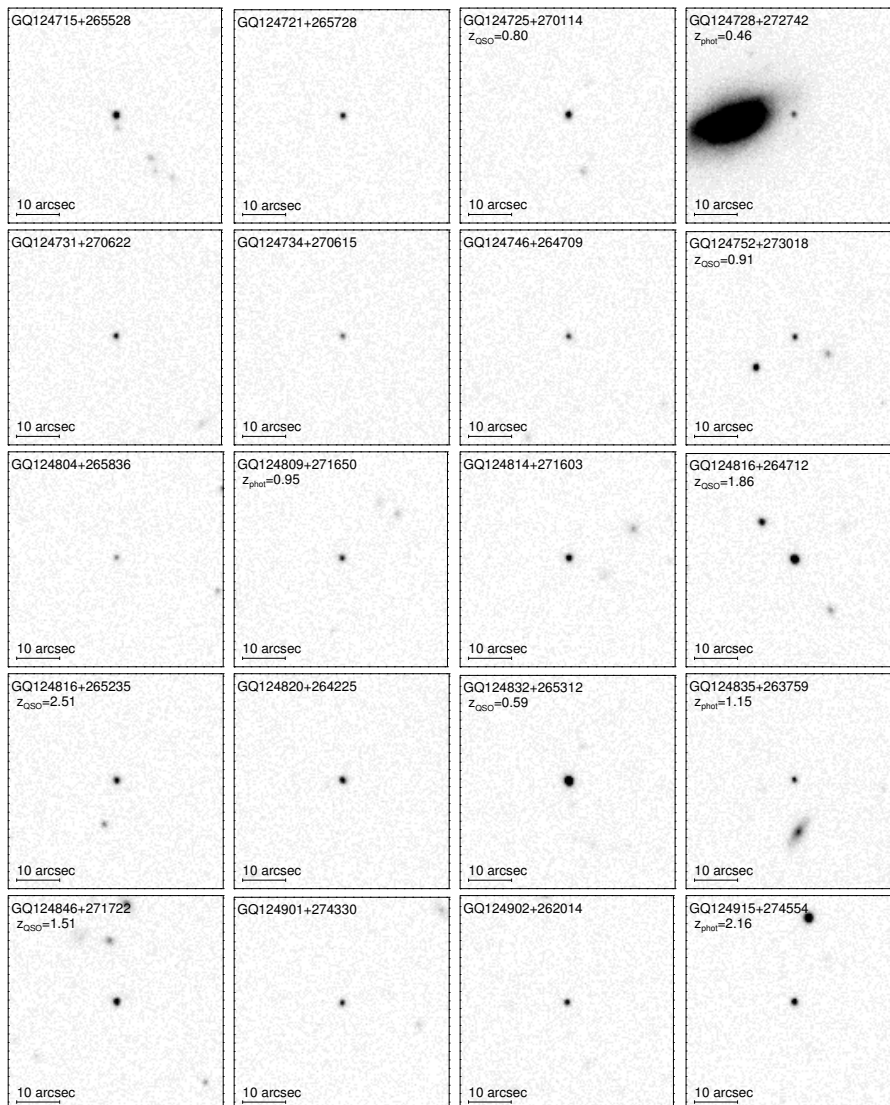 GQ124715+265528
10 arcsec
GQ124721+265728
10 arcsec
GQ124725+270114
zQSO=0.80
10 arcsec
GQ124728+272742
zphot=0.46
10 arcsec
GQ124731+270622
10 arcsec
GQ124734+270615
10 arcsec
GQ124746+264709
10 arcsec
GQ124752+273018
zQSO=0.91
10 arcsec
GQ124804+265836
10 arcsec
GQ124809+271650
zphot=0.95
10 arcsec
GQ124814+271603
10 arcsec
GQ124816+264712
zQSO=1.86
10 arcsec
GQ124816+265235
zQSO=2.51
10 arcsec
GQ124820+264225
10 arcsec
GQ124832+265312
zQSO=0.59
10 arcsec
GQ124835+263759
zphot=1.15
10 arcsec
GQ124846+271722
zQSO=1.51
10 arcsec
GQ124901+274330
10 arcsec
GQ124902+262014
10 arcsec
GQ124915+274554
zphot=2.16
10 arcsec